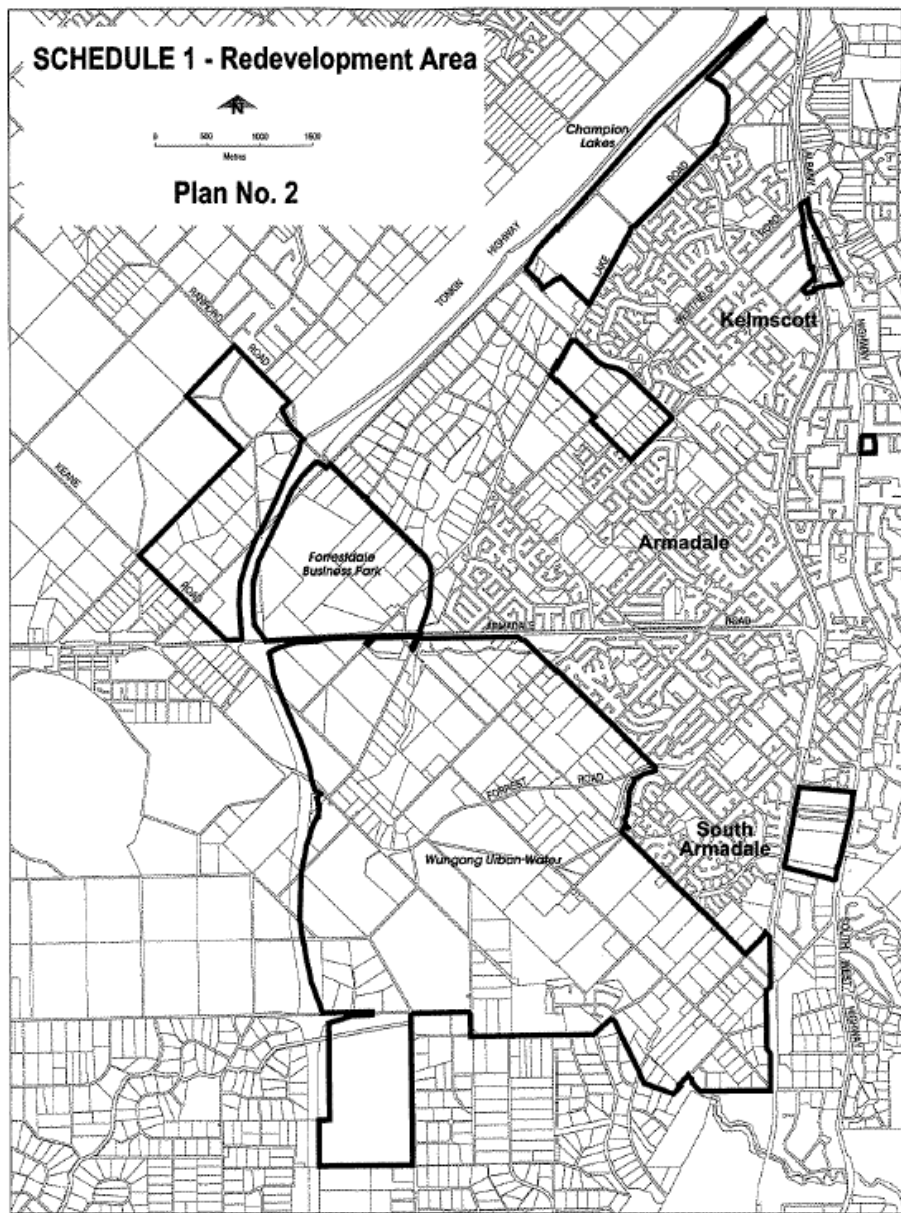 SCHEDULE 1 - Redevelopment Area
N
0 500 1000 1500
Metres
Plan No. 2
Champion
Lakes
ROAD
LAKE
ALBANY
HIGHWAY
TONKIN HIGHWAY
ROAD
WESTFIELD
Kelmscott
RANFORD
ROAD
KEANE
ROAD
Forrestdale
Business Park
Armadale
ARMADALE ROAD
FORREST ROAD
South
Armadale
Wungong Urban Water
SOUTH WEST HIGHWAY